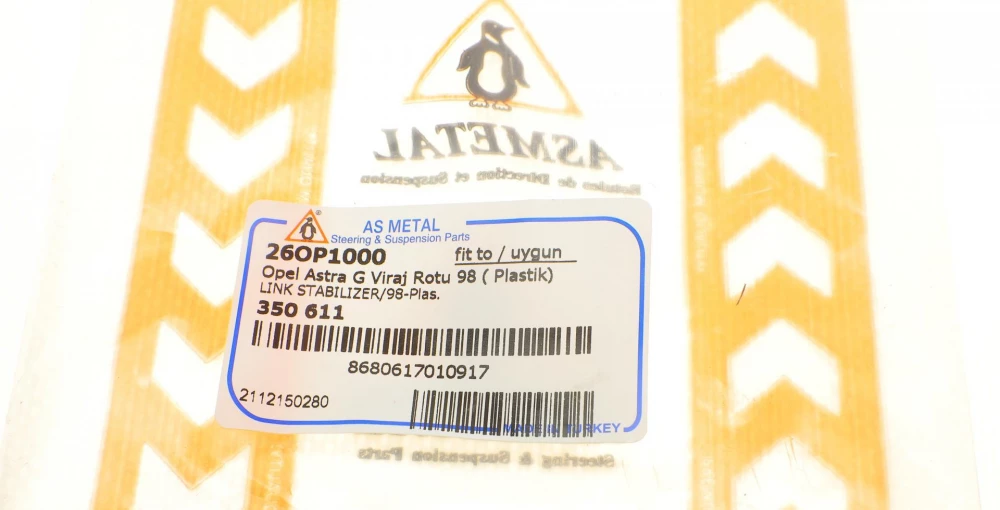 ASMETAL
Rotules de Direction et Suspension
AS METAL
Steering & Suspension Parts
26OP1000
fit to / uygun
Opel Astra G Viraj Rotu 98 ( Plastik)
LINK STABILIZER/98-Plas.
350 611
8680617010917
2112150280
MADE IN TURKEY
Steering & Suspension Parts